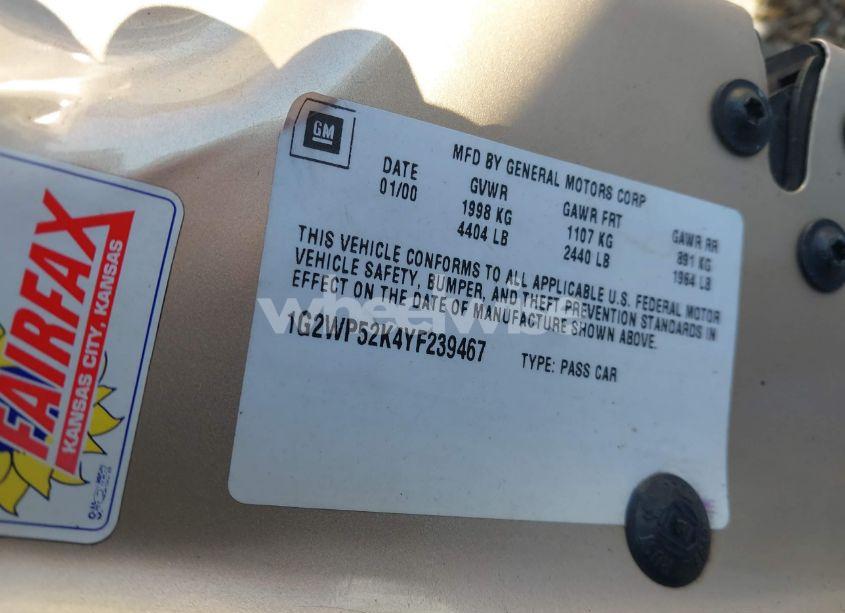 GM
MFD BY GENERAL MOTORS CORP
DATE GVWR GAWR FRT GAWR RR
01/00 1998 KG 1107 KG 891 KG
4404 LB 2440 LB 1964 LB
THIS VEHICLE CONFORMS TO ALL APPLICABLE U.S. FEDERAL MOTOR
VEHICLE SAFETY, BUMPER, AND THEFT PREVENTION STANDARDS IN
EFFECT ON THE DATE OF MANUFACTURE SHOWN ABOVE.
1G2WP52K4YF239467 TYPE: PASS CAR
FAIRFAX
KANSAS CITY, KANSAS